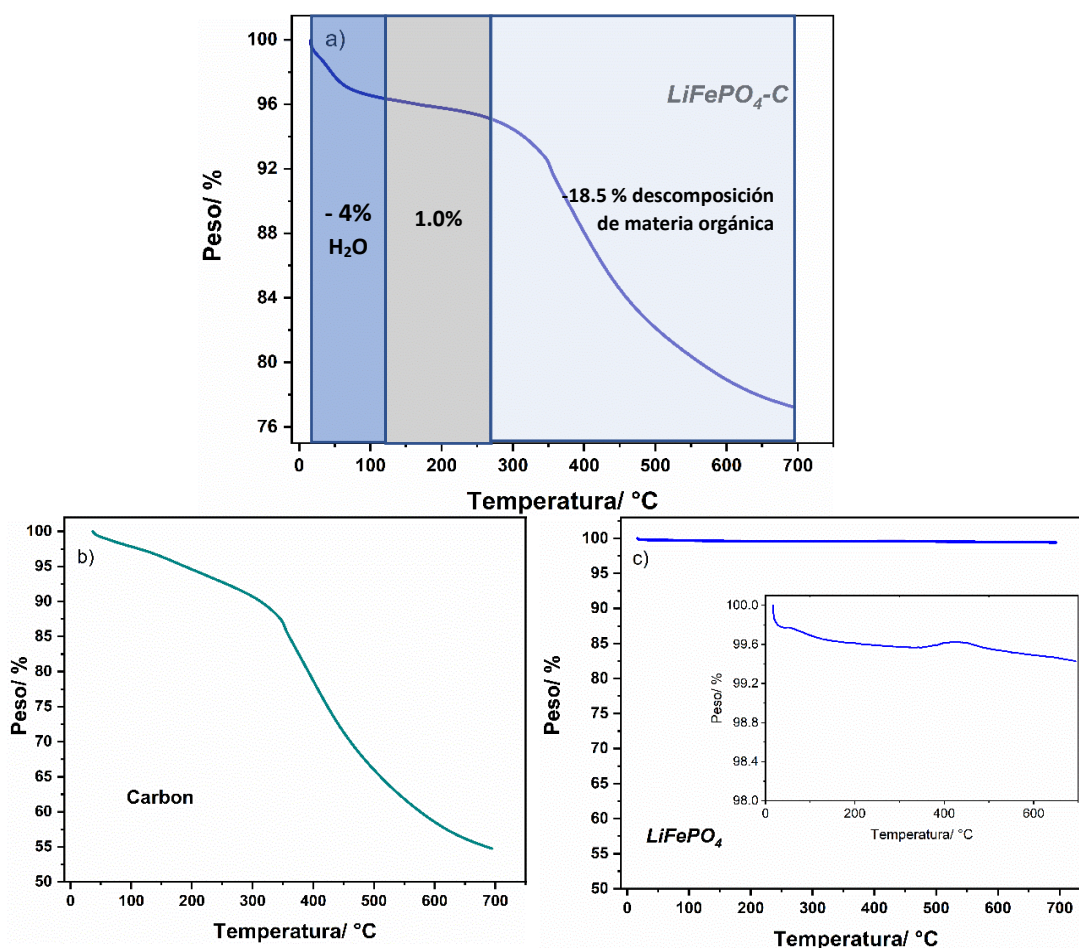 a)
LiFePO₄-C
- 4%
H₂O
1.0%
-18.5 % descomposición
de materia orgánica
Peso/ %
100
96
92
88
84
80
76
0 100 200 300 400 500 600 700
Temperatura/ °C
b)
Carbon
Peso/ %
100
95
90
85
80
75
70
65
60
55
50
0 100 200 300 400 500 600 700
Temperatura/ °C
c)
LiFePO₄
Peso/ %
100
95
90
85
80
75
70
65
60
55
50
0 100 200 300 400 500 600 700
Temperatura/ °C
Peso/ %
100.0
99.6
99.2
98.8
98.4
98.0
0 200 400 600
Temperatura/ °C